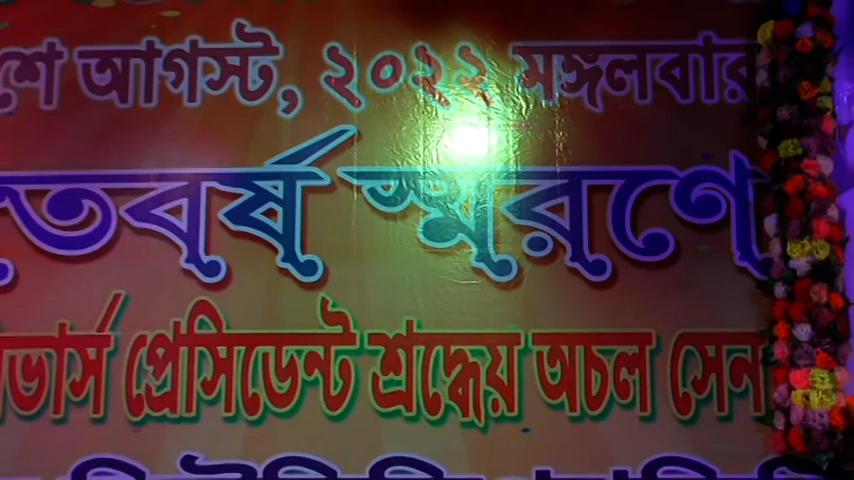 শে আগস্ট, ২০২২ মঙ্গলবার
তবর্ষ স্মরণে
ভার্স প্রেসিডেন্ট শ্রদ্ধেয় অচল সেন